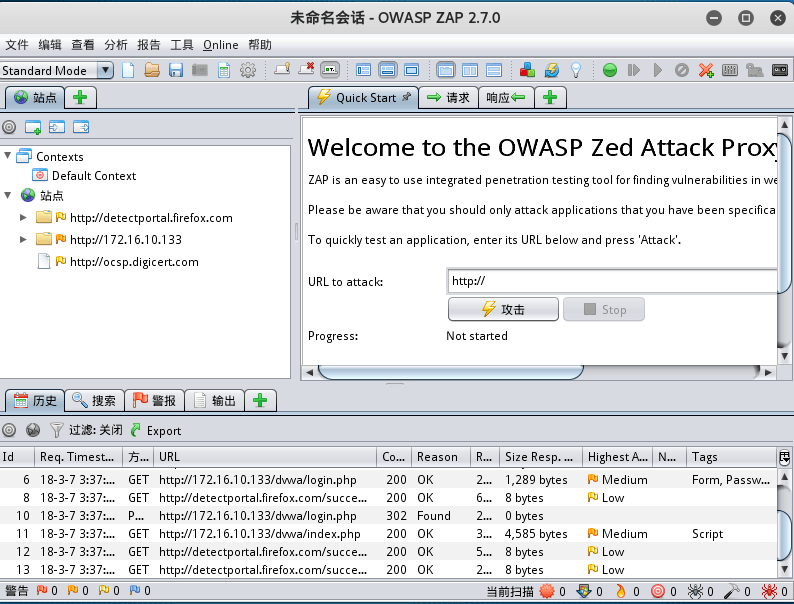 未命名会话 - OWASP ZAP 2.7.0
文件 编辑 查看 分析 报告 工具 Online 帮助
Standard Mode
站点
Quick Start 请求 响应
Contexts
Default Context
站点
http://detectportal.firefox.com
http://172.16.10.133
http://ocsp.digicert.com
Welcome to the OWASP Zed Attack Proxy
ZAP is an easy to use integrated penetration testing tool for finding vulnerabilities in we
Please be aware that you should only attack applications that you have been specifica
To quickly test an application, enter its URL below and press 'Attack'.
URL to attack: http://
攻击 Stop
Progress: Not started
历史 搜索 警报 输出
过滤: 关闭 Export
Id Req. Timest... 方... URL Co... Reason R... Size Resp. ... Highest A... N... Tags
6 18-3-7 3:37:... GET http://172.16.10.133/dvwa/login.php 200 OK 2... 1,289 bytes Medium Form, Passw...
8 18-3-7 3:37:... GET http://detectportal.firefox.com/succe... 200 OK 6... 8 bytes Low
10 18-3-7 3:37:... P... http://172.16.10.133/dvwa/login.php 302 Found 2... 0 bytes
11 18-3-7 3:37:... GET http://172.16.10.133/dvwa/index.php 200 OK 3... 4,585 bytes Medium Script
12 18-3-7 3:37:... GET http://detectportal.firefox.com/succe... 200 OK 5... 8 bytes Low
13 18-3-7 3:37:... GET http://detectportal.firefox.com/succe... 200 OK 2... 8 bytes Low
警告 0 0 0 0 当前扫描 0 0 0 0 0 0 0